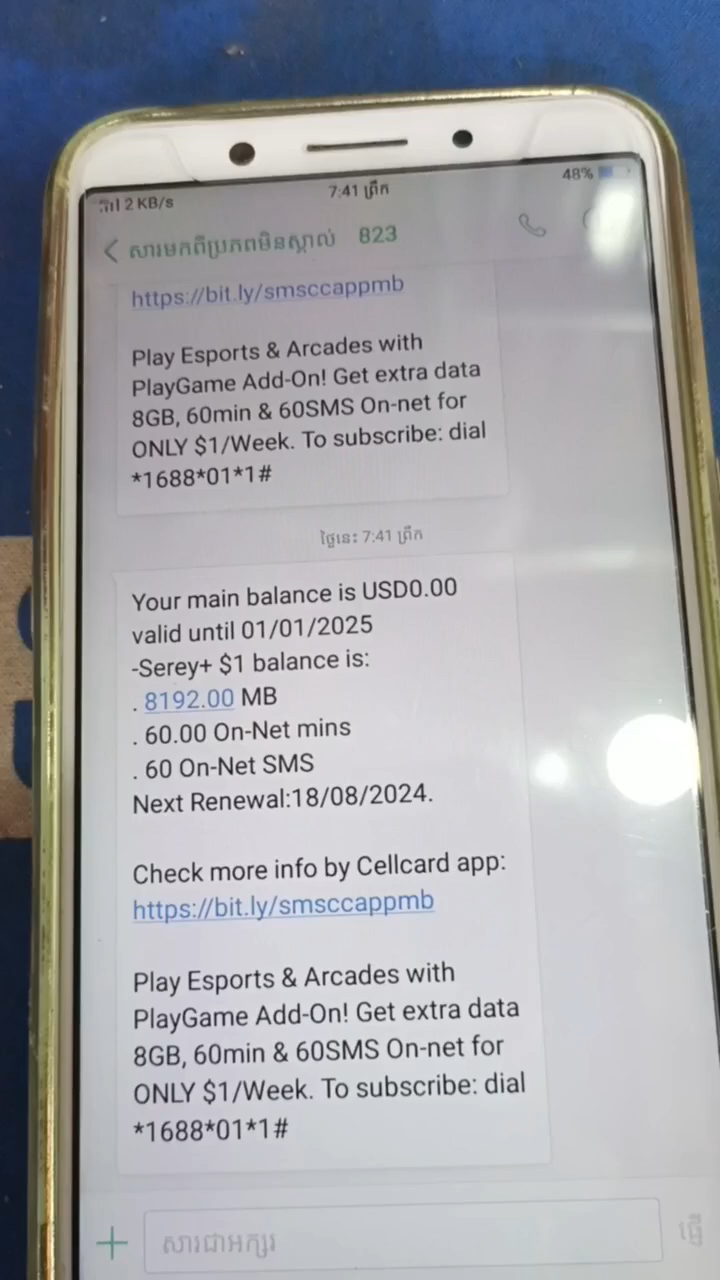 2 KB/s 7:41 ព្រឹក 48%
សារមកពីប្រភពមិនស្គាល់ 823
https://bit.ly/smsccappmb
Play Esports & Arcades with
PlayGame Add-On! Get extra data
8GB, 60min & 60SMS On-net for
ONLY $1/Week. To subscribe: dial
*1688*01*1#
ថ្ងៃនេះ 7:41 ព្រឹក
Your main balance is USD0.00
valid until 01/01/2025
-Serey+ $1 balance is:
. 8192.00 MB
. 60.00 On-Net mins
. 60 On-Net SMS
Next Renewal:18/08/2024.
Check more info by Cellcard app:
https://bit.ly/smsccappmb
Play Esports & Arcades with
PlayGame Add-On! Get extra data
8GB, 60min & 60SMS On-net for
ONLY $1/Week. To subscribe: dial
*1688*01*1#
សារជាអក្សរ ផ្ញើ